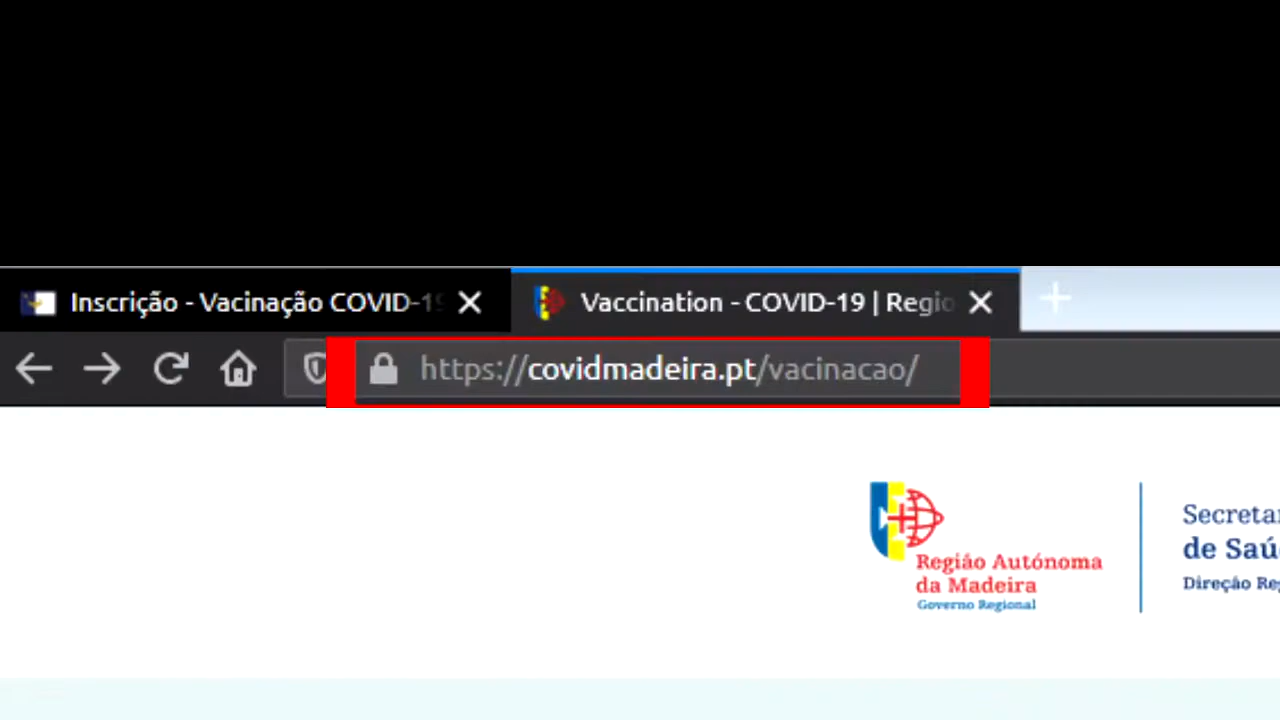 Inscrição - Vacinação COVID-19
Vaccination - COVID-19 | Regio
https://covidmadeira.pt/vacinacao/
Região Autónoma
da Madeira
Governo Regional
Secretar
de Saú
Direção Reg